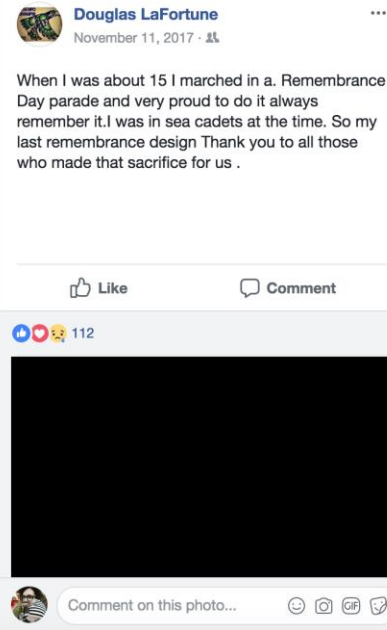 Douglas LaFortune
November 11, 2017 ·
When I was about 15 I marched in a. Remembrance
Day parade and very proud to do it always
remember it.I was in sea cadets at the time. So my
last remembrance design Thank you to all those
who made that sacrifice for us .
Like Comment
112
Comment on this photo...
GIF